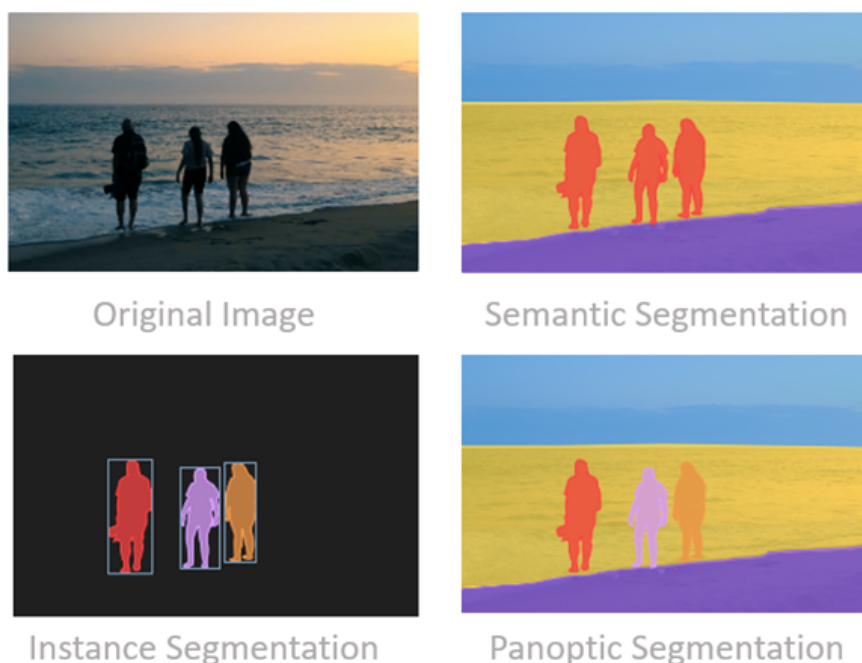 Original Image
Semantic Segmentation
Instance Segmentation
Panoptic Segmentation